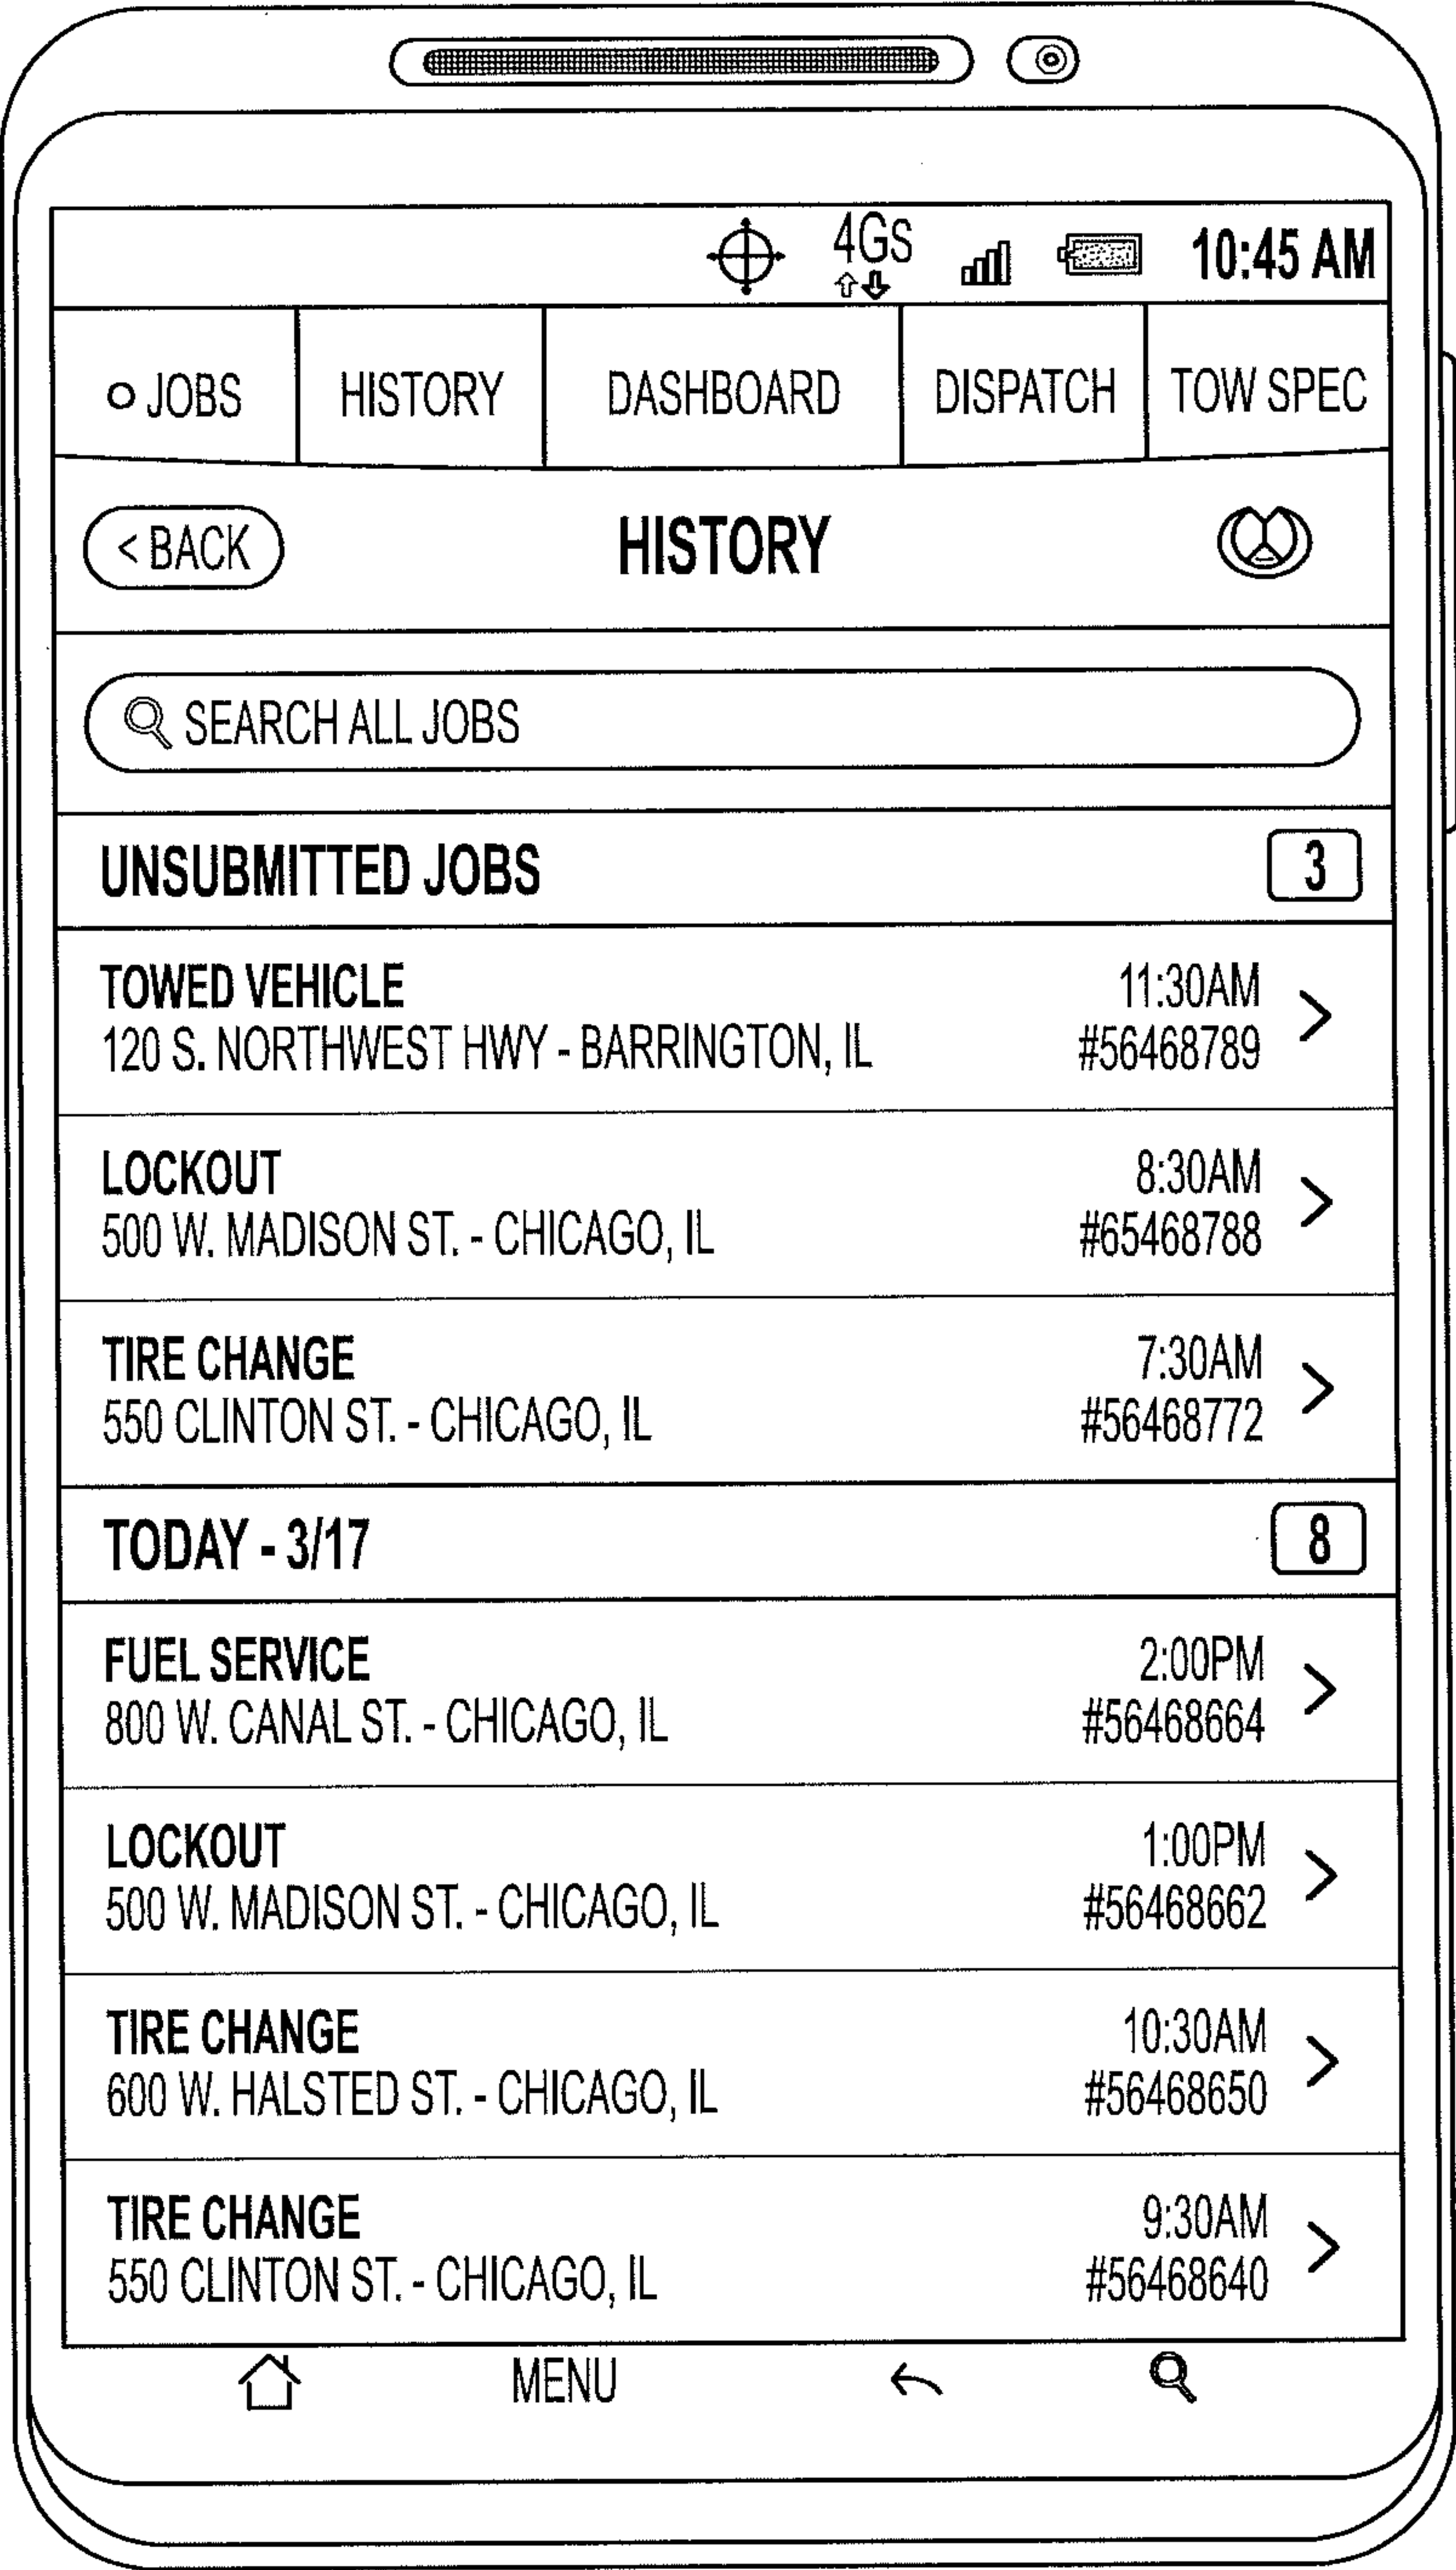 4GS 10:45 AM
JOBS HISTORY DASHBOARD DISPATCH TOW SPEC
< BACK HISTORY
SEARCH ALL JOBS
UNSUBMITTED JOBS 3
TOWED VEHICLE 11:30AM
120 S. NORTHWEST HWY - BARRINGTON, IL #56468789 >
LOCKOUT 8:30AM
500 W. MADISON ST. - CHICAGO, IL #65468788 >
TIRE CHANGE 7:30AM
550 CLINTON ST. - CHICAGO, IL #56468772 >
TODAY - 3/17 8
FUEL SERVICE 2:00PM
800 W. CANAL ST. - CHICAGO, IL #56468664 >
LOCKOUT 1:00PM
500 W. MADISON ST. - CHICAGO, IL #56468662 >
TIRE CHANGE 10:30AM
600 W. HALSTED ST. - CHICAGO, IL #56468650 >
TIRE CHANGE 9:30AM
550 CLINTON ST. - CHICAGO, IL #56468640 >
MENU